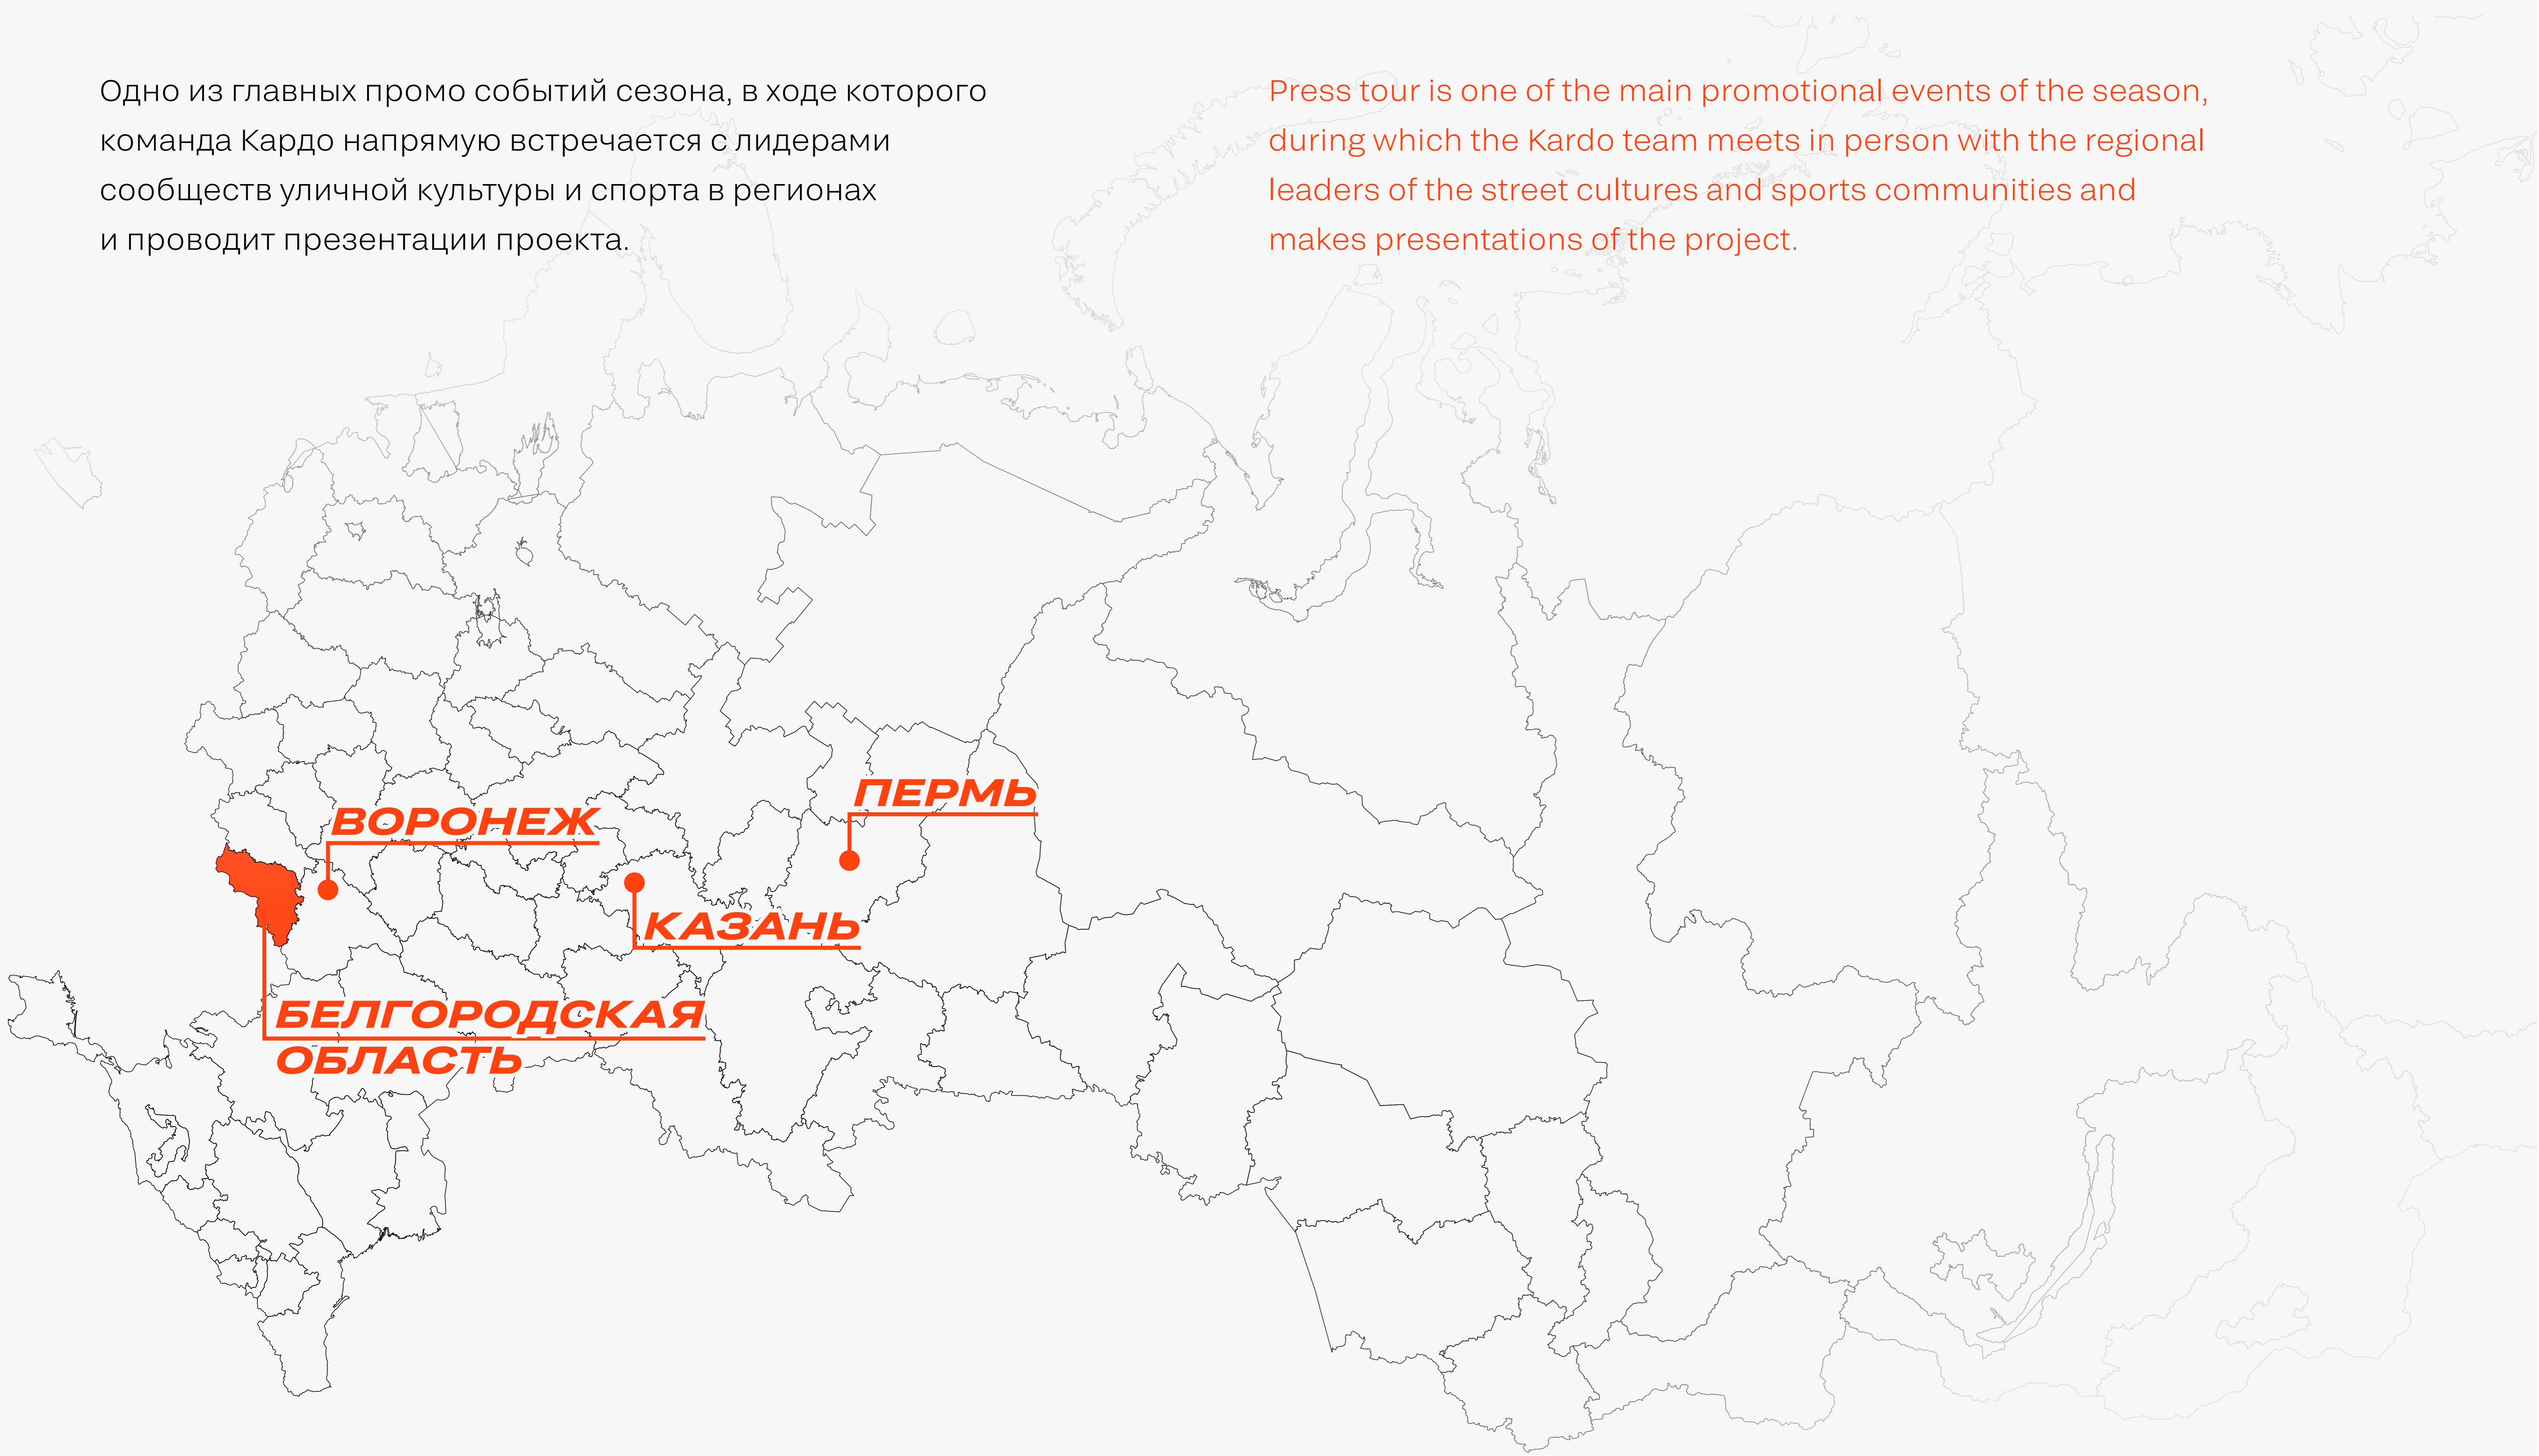 Одно из главных промо событий сезона, в ходе которого
команда Кардо напрямую встречается с лидерами
сообществ уличной культуры и спорта в регионах
и проводит презентации проекта.
Press tour is one of the main promotional events of the season,
during which the Kardo team meets in person with the regional
leaders of the street cultures and sports communities and
makes presentations of the project.
ПЕРМЬ
ВОРОНЕЖ
КАЗАНЬ
БЕЛГОРОДСКАЯ
ОБЛАСТЬ